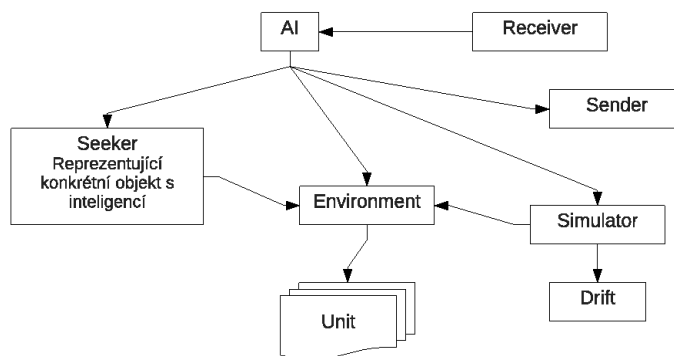 AI
Receiver
Sender
Seeker
Reprezentující
konkrétní objekt s
inteligencí
Environment
Simulator
Unit
Drift